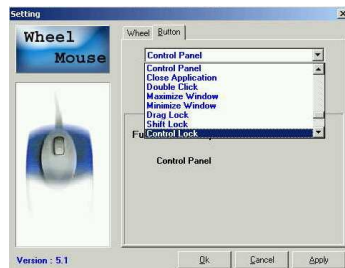 Setting
Wheel
Mouse
Wheel
Button
Control Panel
Control Panel
Close Application
Double Click
Maximize Window
Minimize Window
Drag Lock
Shift Lock
Control Lock
Fu
Control Panel
Version : 5.1
Ok
Cancel
Apply